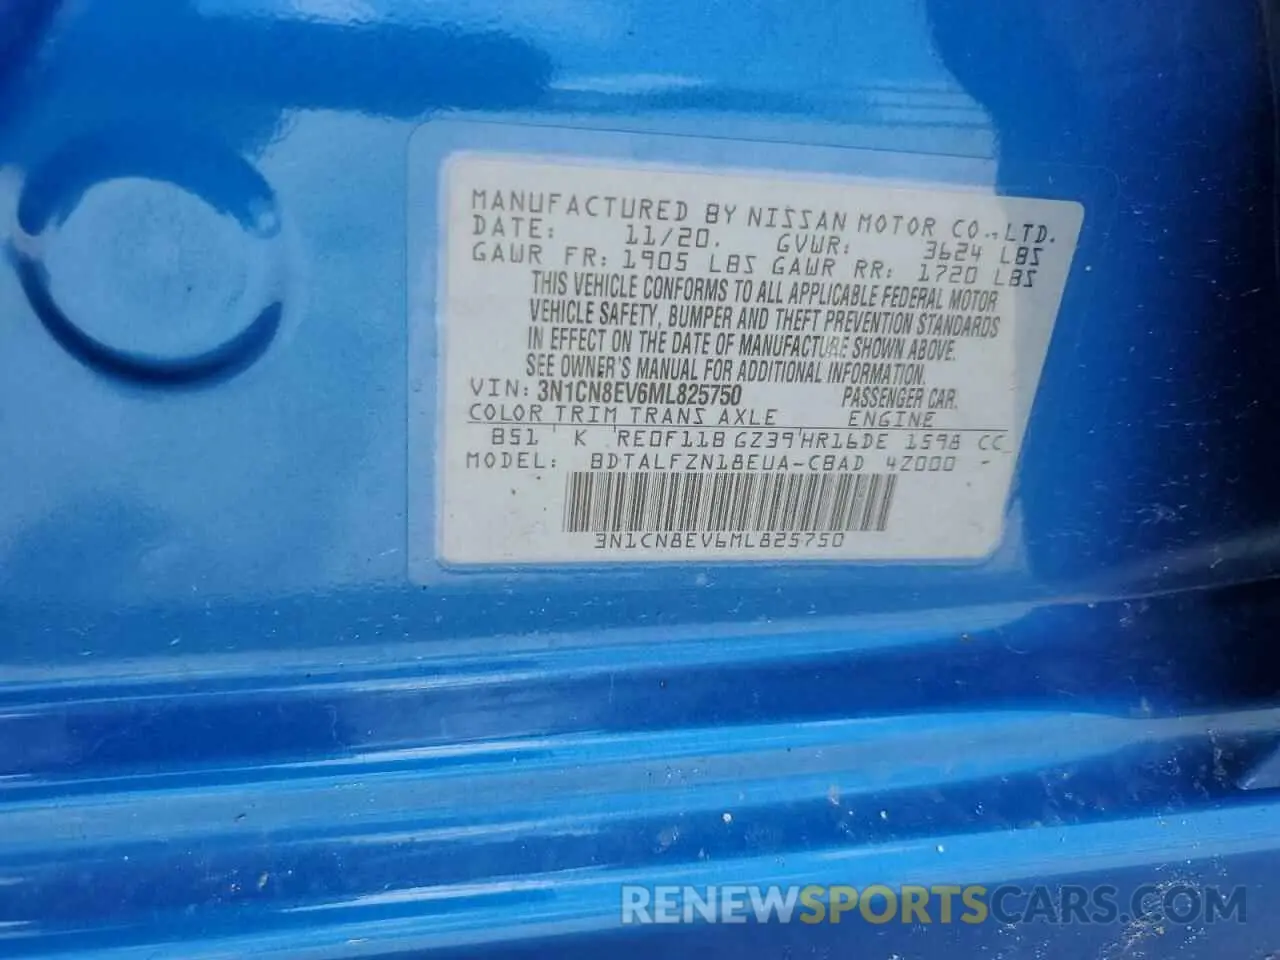 MANUFACTURED BY NISSAN MOTOR CO., LTD.
DATE: 11/20. GVWR: 3624 LBS
GAWR FR: 1905 LBS GAWR RR: 1720 LBS
THIS VEHICLE CONFORMS TO ALL APPLICABLE FEDERAL MOTOR
VEHICLE SAFETY, BUMPER AND THEFT PREVENTION STANDARDS
IN EFFECT ON THE DATE OF MANUFACTURE SHOWN ABOVE.
SEE OWNER'S MANUAL FOR ADDITIONAL INFORMATION.
VIN: 3N1CN8EV6ML825750 PASSENGER CAR.
COLOR TRIM TRANS AXLE ENGINE
B51 K RE0F11B GZ39 HR16DE 1598 CC
MODEL: BDTALFZN18EUA-CBAD 4Z000 -
3N1CN8EV6ML825750
RENEWSPORTSCARS.COM